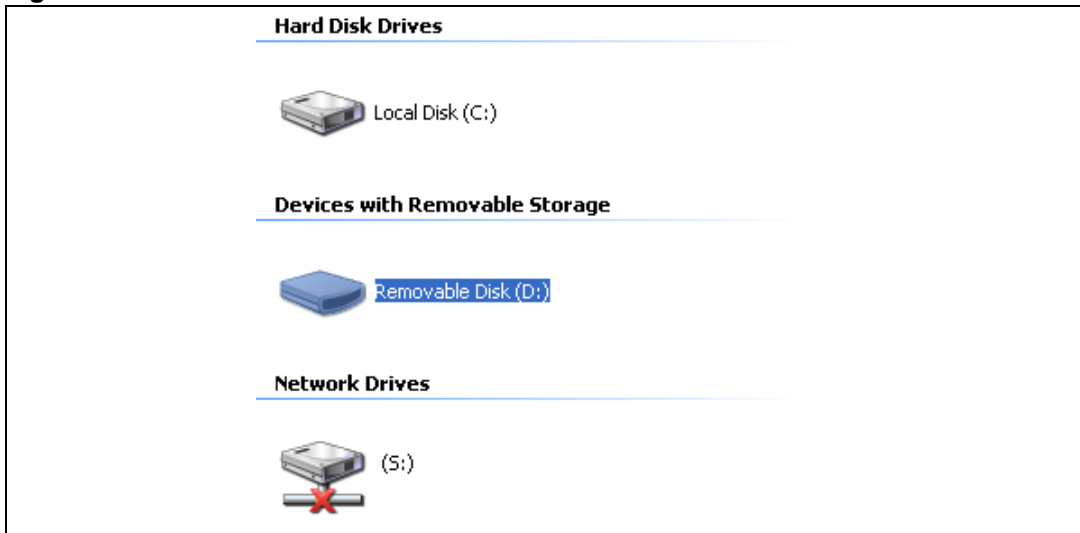 Hard Disk Drives
Local Disk (C:)
Devices with Removable Storage
Removable Disk (D:)
Network Drives
(S:)